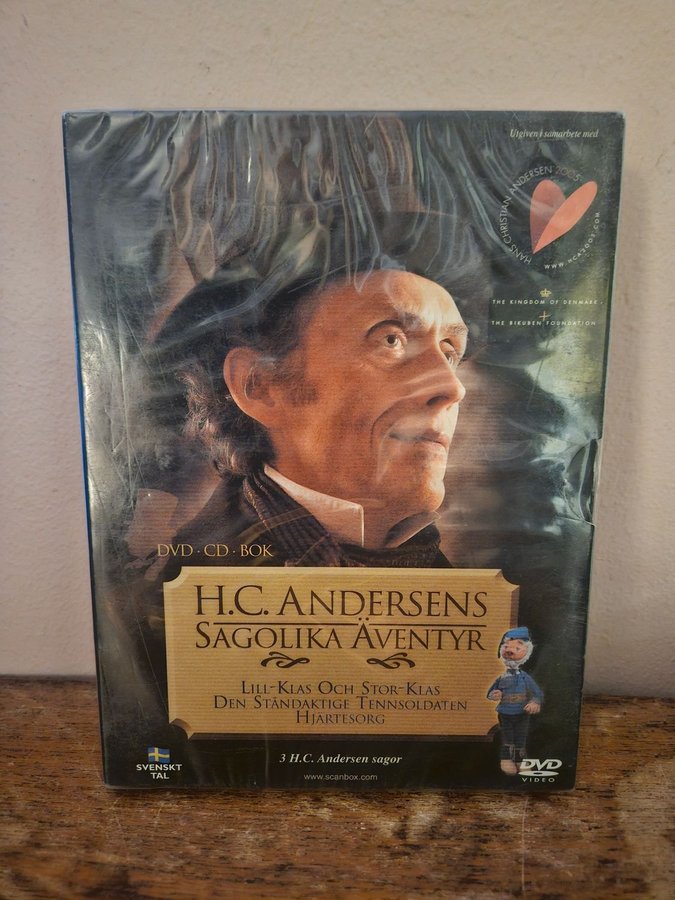 Utgiven i samarbete med
HANS CHRISTIAN ANDERSEN 2005
WWW.HCA2005.COM
THE KINGDOM OF DENMARK
THE BIKUBEN FOUNDATION
DVD · CD · BOK
H.C. ANDERSENS
SAGOLIKA ÄVENTYR
LILL-KLAS OCH STOR-KLAS
DEN STÅNDAKTIGE TENNSOLDATEN
HJÄRTESORG
3 H.C. Andersen sagor
www.scanbox.com
SVENSKT
TAL
DVD
VIDEO